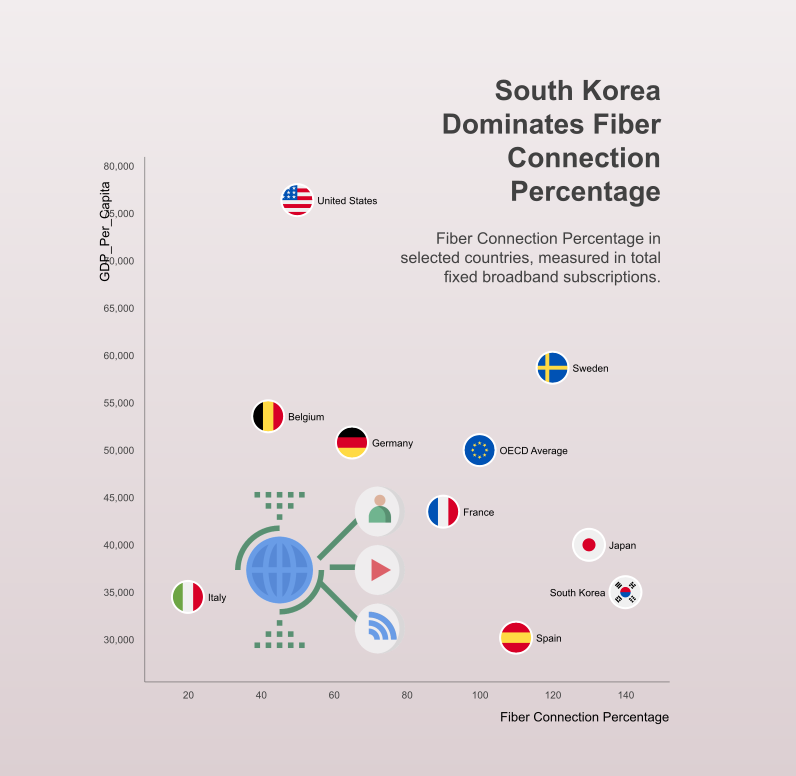 South Korea
Dominates Fiber
Connection
Percentage
Fiber Connection Percentage in
selected countries, measured in total
fixed broadband subscriptions.
GDP_Per_Capita
80,000
75,000
70,000
65,000
60,000
55,000
50,000
45,000
40,000
35,000
30,000
United States
Sweden
Belgium
Germany
OECD Average
France
Japan
South Korea
Italy
Spain
20
40
60
80
100
120
140
Fiber Connection Percentage